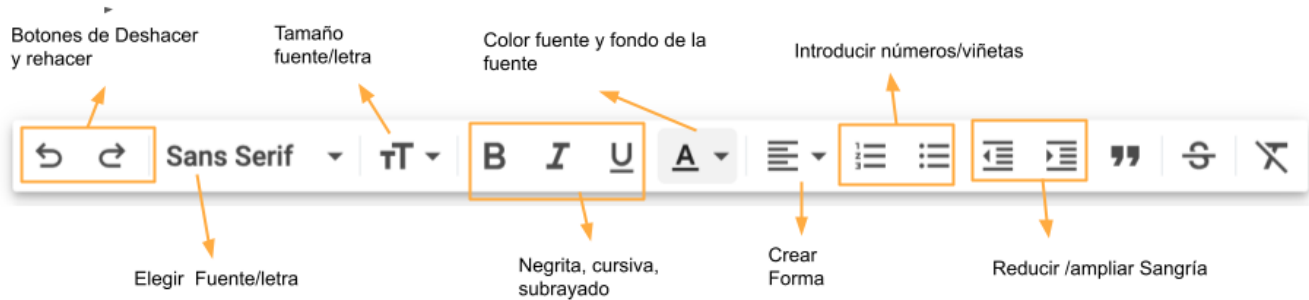 Botones de Deshacer
y rehacer
Tamaño
fuente/letra
Color fuente y fondo de la
fuente
Introducir números/viñetas
Sans Serif
Elegir  Fuente/letra
Negrita, cursiva,
subrayado
Crear
Forma
Reducir /ampliar Sangría